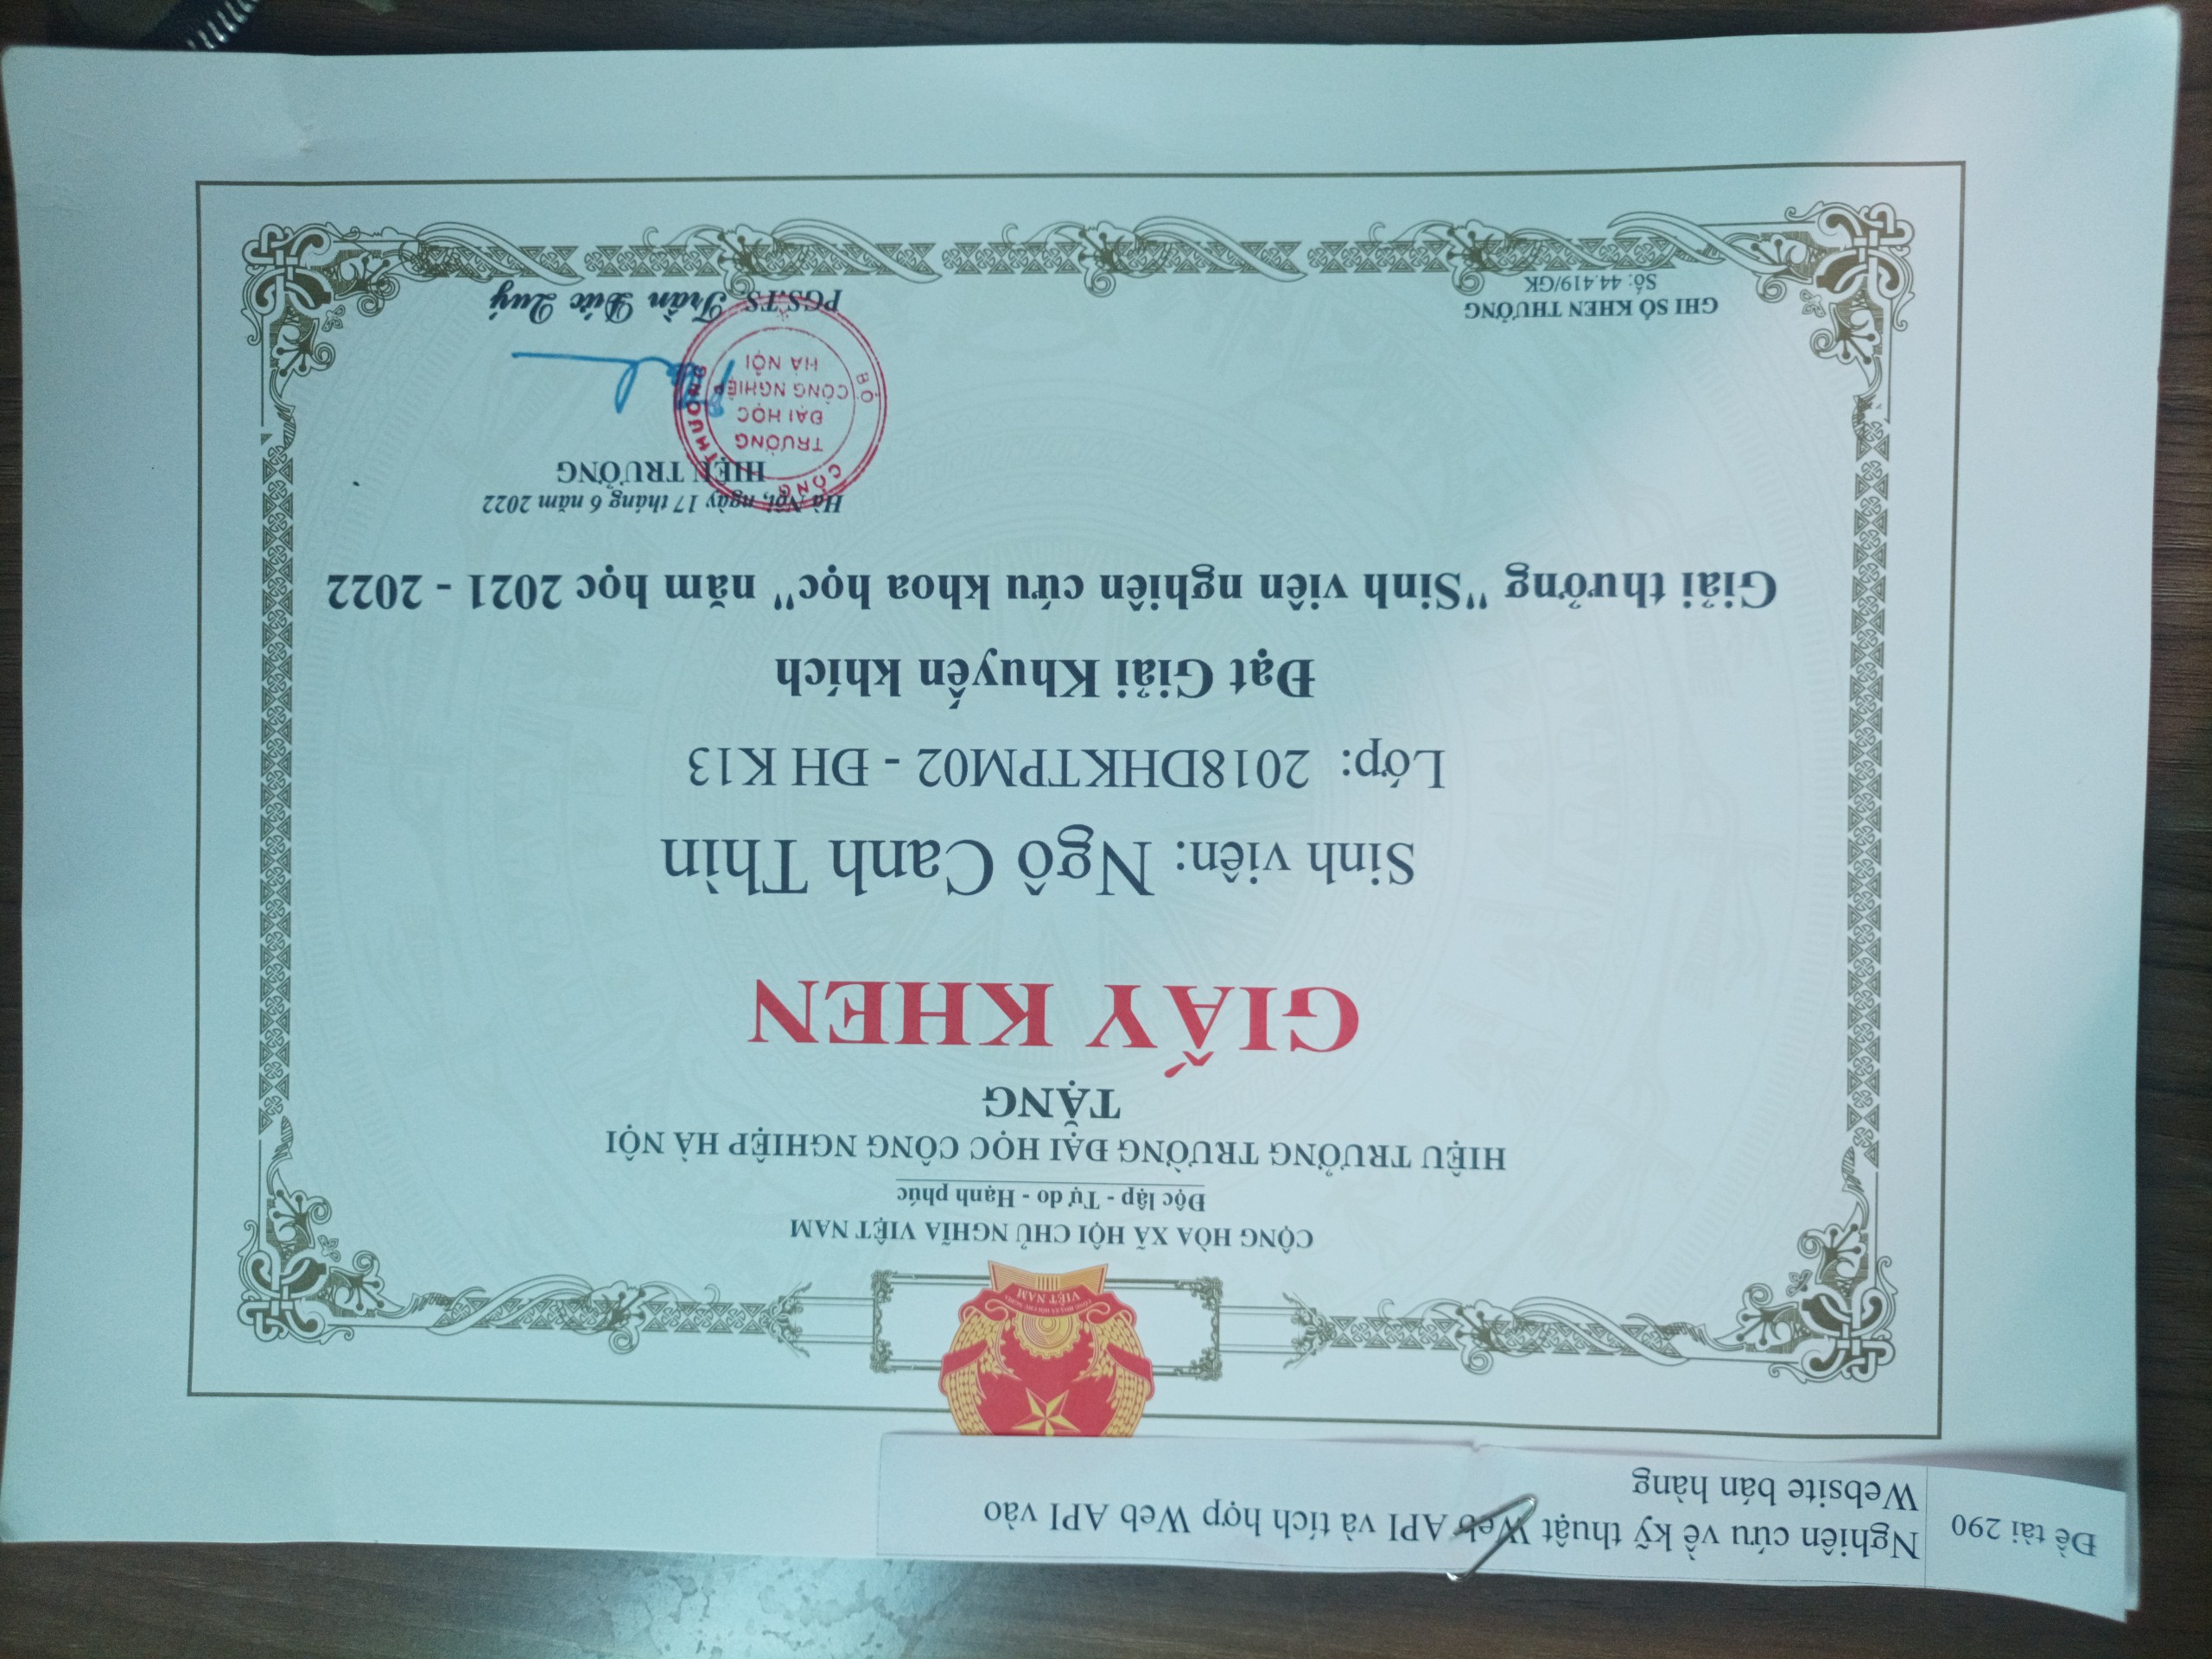 Đề tài 290
Nghiên cứu về kỹ thuật Web API và tích hợp Web API vào
Website bán hàng
CỘNG HOÀ XÃ HỘI CHỦ NGHĨA
VIỆT NAM
CỘNG HÒA XÃ HỘI CHỦ NGHĨA VIỆT NAM
Độc lập - Tự do - Hạnh phúc
HIỆU TRƯỞNG TRƯỜNG ĐẠI HỌC CÔNG NGHIỆP HÀ NỘI
TẶNG
GIẤY KHEN
Sinh viên: Ngô Canh Thìn
Lớp: 2018DHKTPM02 - ĐH K13
Đạt Giải Khuyến khích
Giải thưởng "Sinh viên nghiên cứu khoa học" năm học 2021 - 2022
Hà Nội, ngày 17 tháng 6 năm 2022
HIỆU TRƯỞNG
BỘ CÔNG THƯƠNG
TRƯỜNG
ĐẠI HỌC
CÔNG NGHIỆP
HÀ NỘI
PGS.TS. Trần Đức Quý
GHI SỔ KHEN THƯỞNG
Số: 44.419/GK